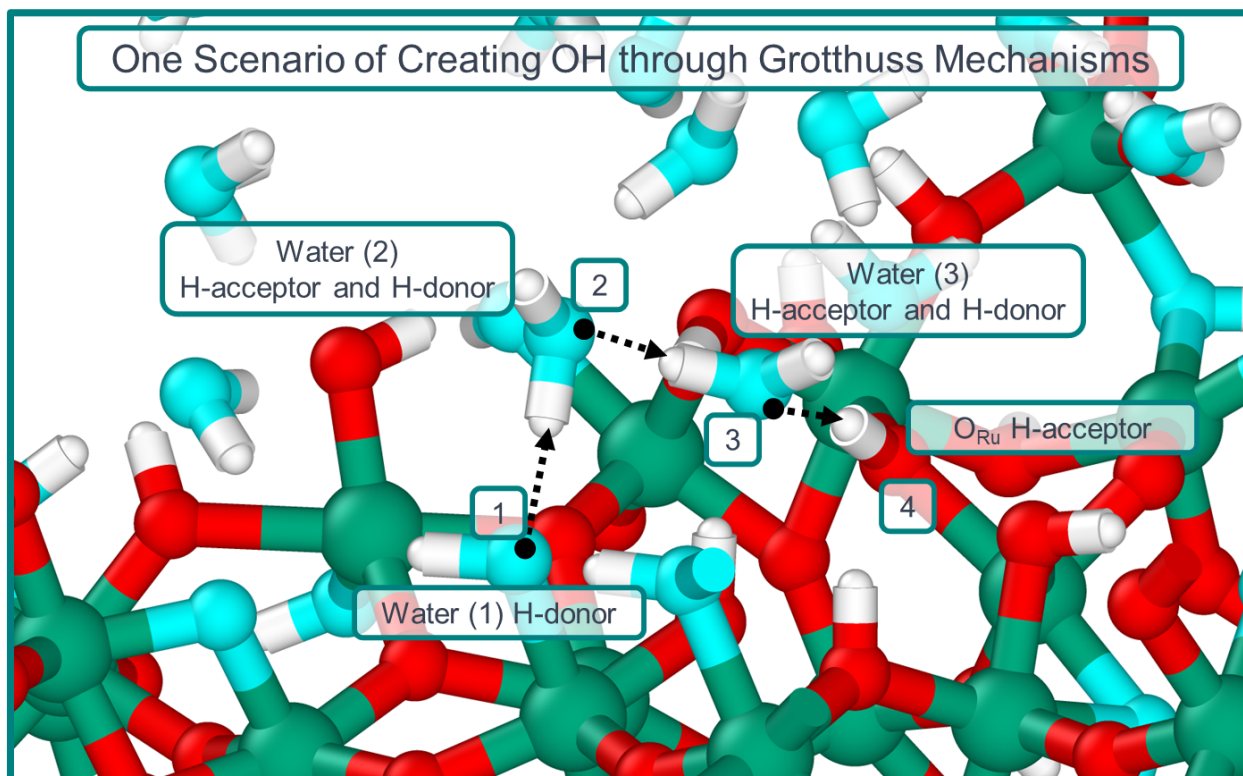 One Scenario of Creating OH through Grotthuss Mechanisms
Water (2)
H-acceptor and H-donor
2
Water (3)
H-acceptor and H-donor
3
O_Ru H-acceptor
1
4
Water (1) H-donor